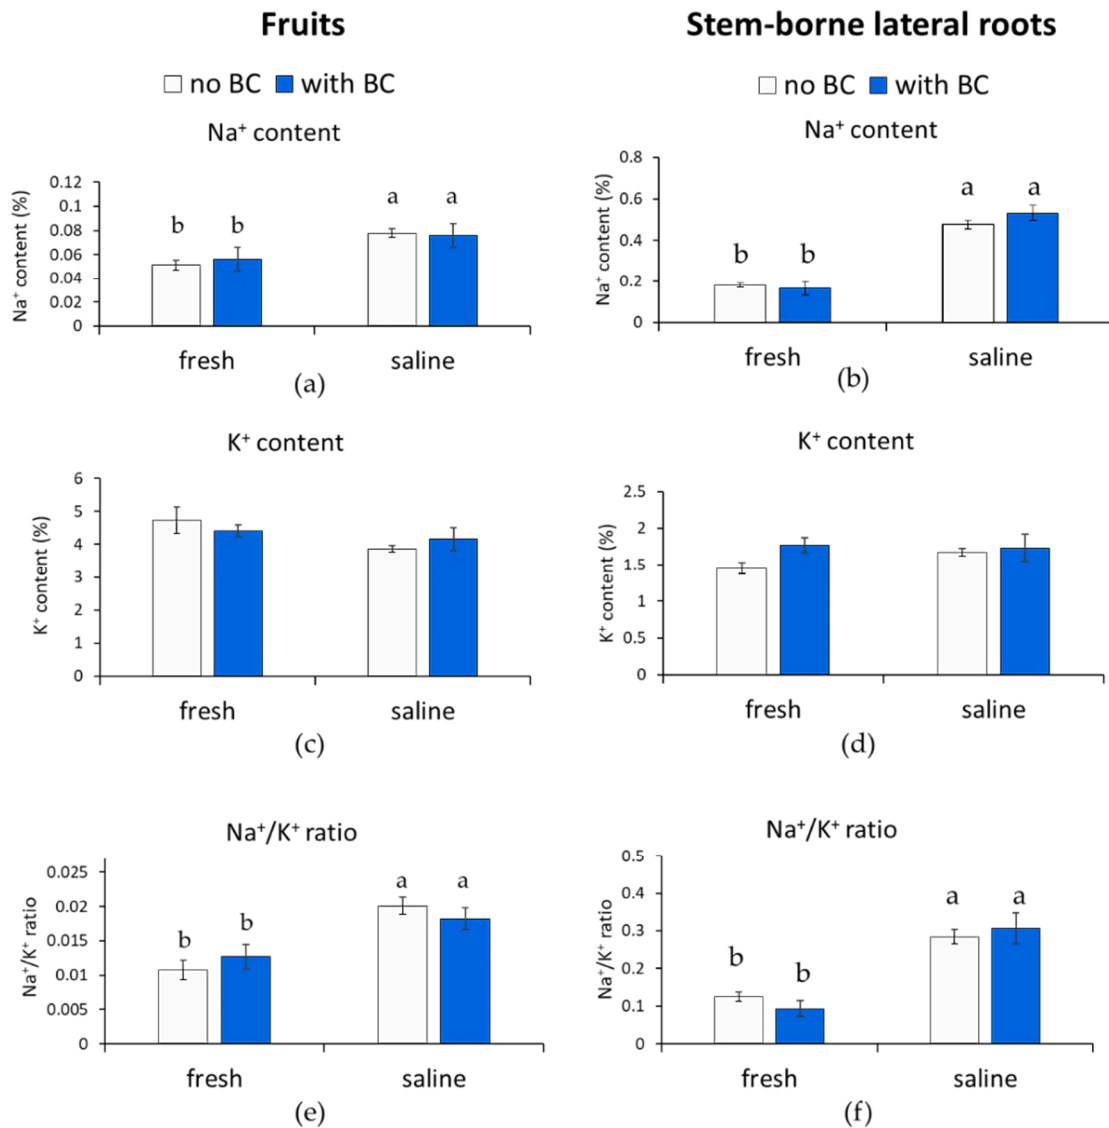 Fruits
no BC with BC
Na⁺ content
Na⁺ content (%)
0.12
0.1
0.08
0.06
0.04
0.02
0
b b a a
fresh saline
(a)
Stem-borne lateral roots
no BC with BC
Na⁺ content
Na⁺ content (%)
0.8
0.6
0.4
0.2
0
b b a a
fresh saline
(b)
K⁺ content
K⁺ content (%)
6
5
4
3
2
1
0
fresh saline
(c)
K⁺ content
K⁺ content (%)
2.5
2
1.5
1
0.5
0
fresh saline
(d)
Na⁺/K⁺ ratio
Na⁺/K⁺ ratio
0.025
0.02
0.015
0.01
0.005
0
b b a a
fresh saline
(e)
Na⁺/K⁺ ratio
Na⁺/K⁺ ratio
0.5
0.4
0.3
0.2
0.1
0
b b a a
fresh saline
(f)